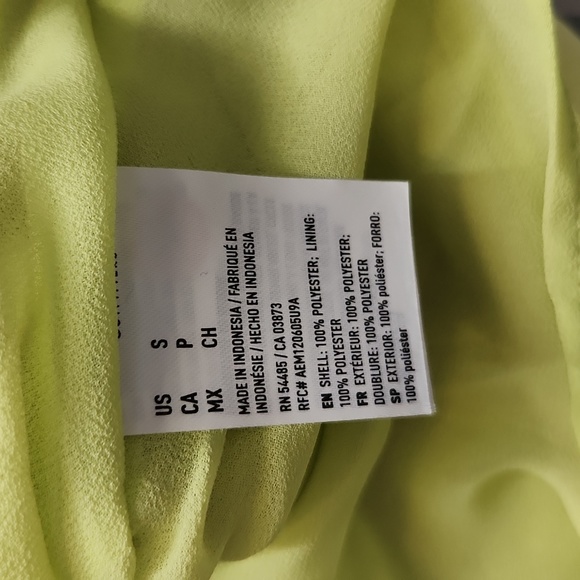 US S
CA P
MX CH
MADE IN INDONESIA / FABRIQUÉ EN
INDONÉSIE / HECHO EN INDONESIA
RN 54485 / CA 03873
RFC# AEM120605U9A
EN SHELL: 100% POLYESTER; LINING:
100% POLYESTER
FR EXTÉRIEUR: 100% POLYESTER;
DOUBLURE: 100% POLYESTER
SP EXTERIOR: 100% poliéster; FORRO:
100% poliéster